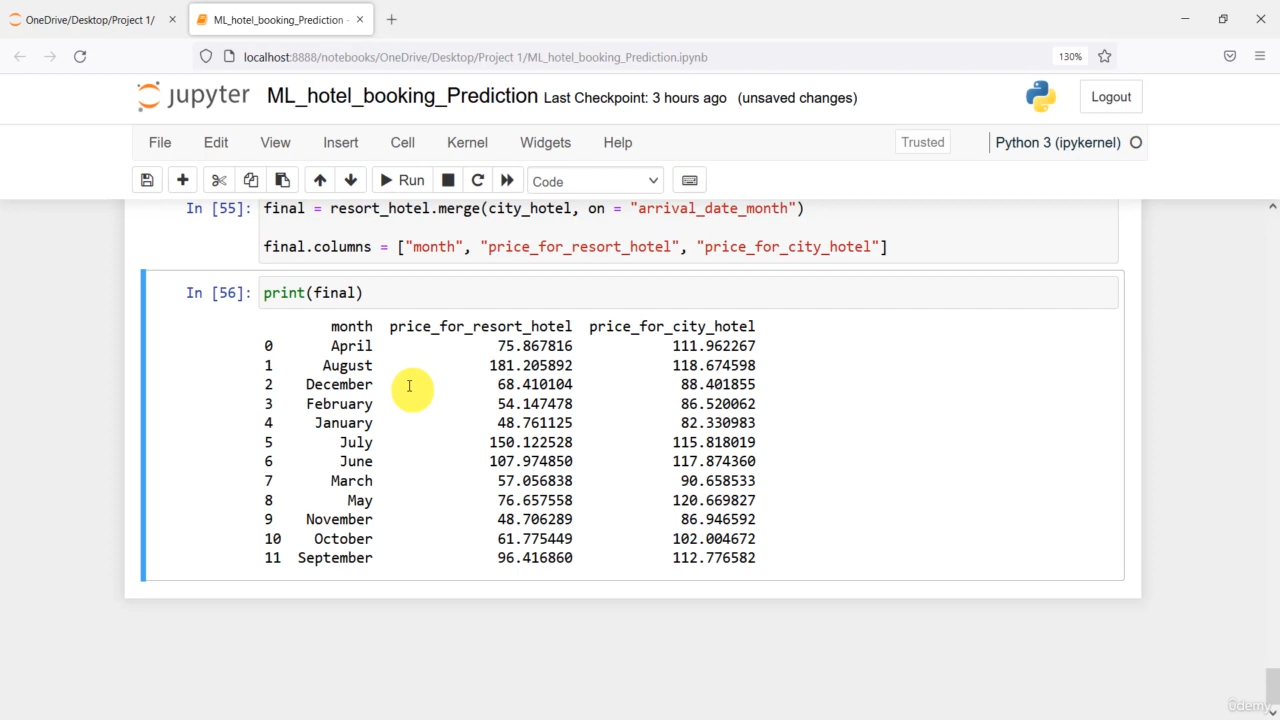 OneDrive/Desktop/Project 1/
ML_hotel_booking_Prediction -
localhost:8888/notebooks/OneDrive/Desktop/Project 1/ML_hotel_booking_Prediction.ipynb
130%
jupyter ML_hotel_booking_Prediction Last Checkpoint: 3 hours ago (unsaved changes)
Logout
File Edit View Insert Cell Kernel Widgets Help
Trusted
Python 3 (ipykernel)
Run
Code
In [55]: final = resort_hotel.merge(city_hotel, on = "arrival_date_month")
final.columns = ["month", "price_for_resort_hotel", "price_for_city_hotel"]
In [56]: print(final)
month price_for_resort_hotel price_for_city_hotel
0 April 75.867816 111.962267
1 August 181.205892 118.674598
2 December 68.410104 88.401855
3 February 54.147478 86.520062
4 January 48.761125 82.330983
5 July 150.122528 115.818019
6 June 107.974850 117.874360
7 March 57.056838 90.658533
8 May 76.657558 120.669827
9 November 48.706289 86.946592
10 October 61.775449 102.004672
11 September 96.416860 112.776582
ûdemy